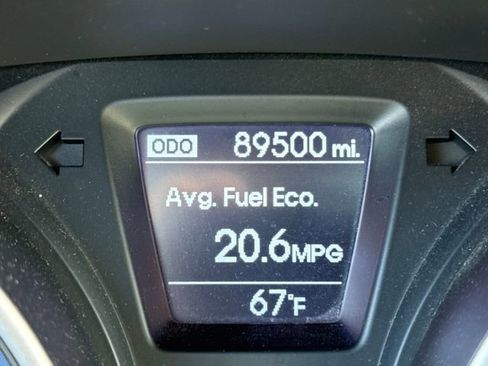 ODO 89500 mi.
Avg. Fuel Eco.
20.6MPG
67°F